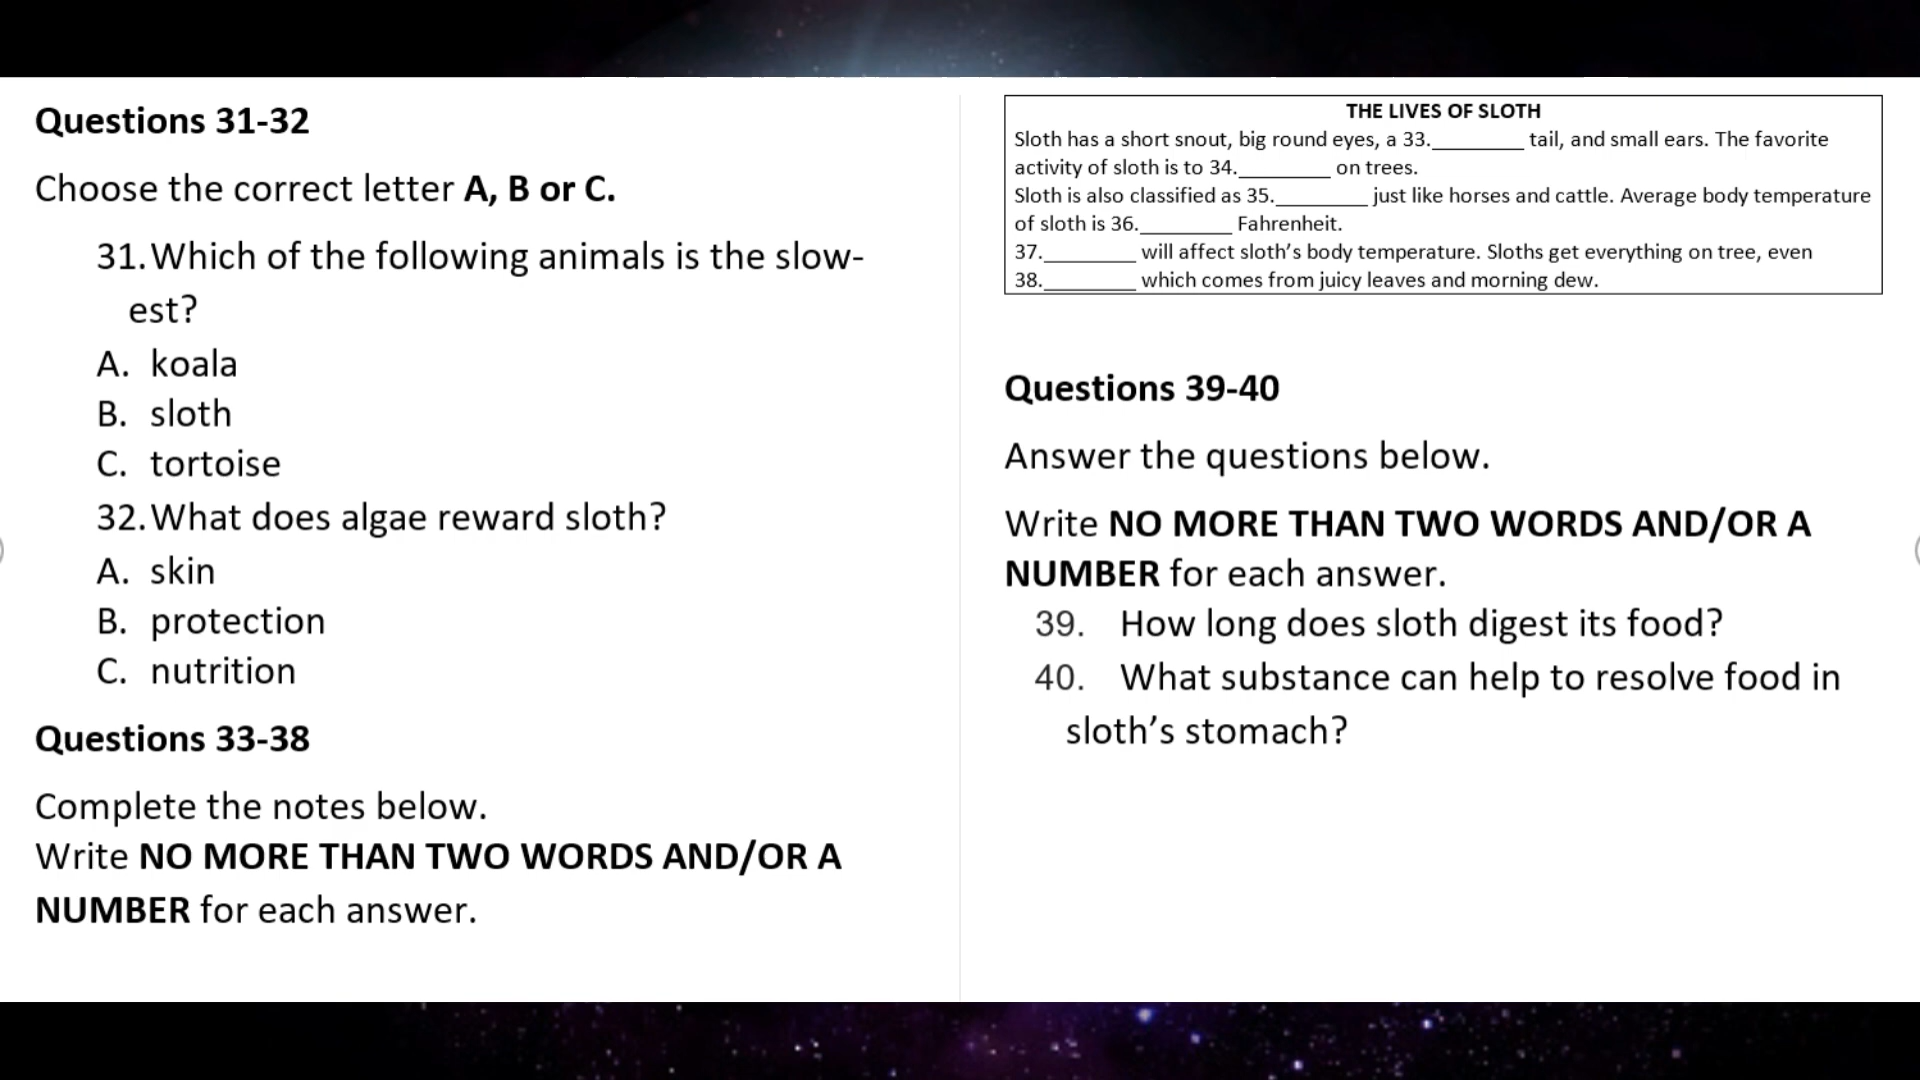 Questions 31-32
Choose the correct letter A, B or C.
31.Which of the following animals is the slow-
est?
A. koala
B. sloth
C. tortoise
32.What does algae reward sloth?
A. skin
B. protection
C. nutrition
Questions 33-38
Complete the notes below.
Write NO MORE THAN TWO WORDS AND/OR A
NUMBER for each answer.
THE LIVES OF SLOTH
Sloth has a short snout, big round eyes, a 33.________ tail, and small ears. The favorite
activity of sloth is to 34.________ on trees.
Sloth is also classified as 35.________ just like horses and cattle. Average body temperature
of sloth is 36.________ Fahrenheit.
37.________ will affect sloth’s body temperature. Sloths get everything on tree, even
38.________ which comes from juicy leaves and morning dew.
Questions 39-40
Answer the questions below.
Write NO MORE THAN TWO WORDS AND/OR A
NUMBER for each answer.
39. How long does sloth digest its food?
40. What substance can help to resolve food in
sloth’s stomach?